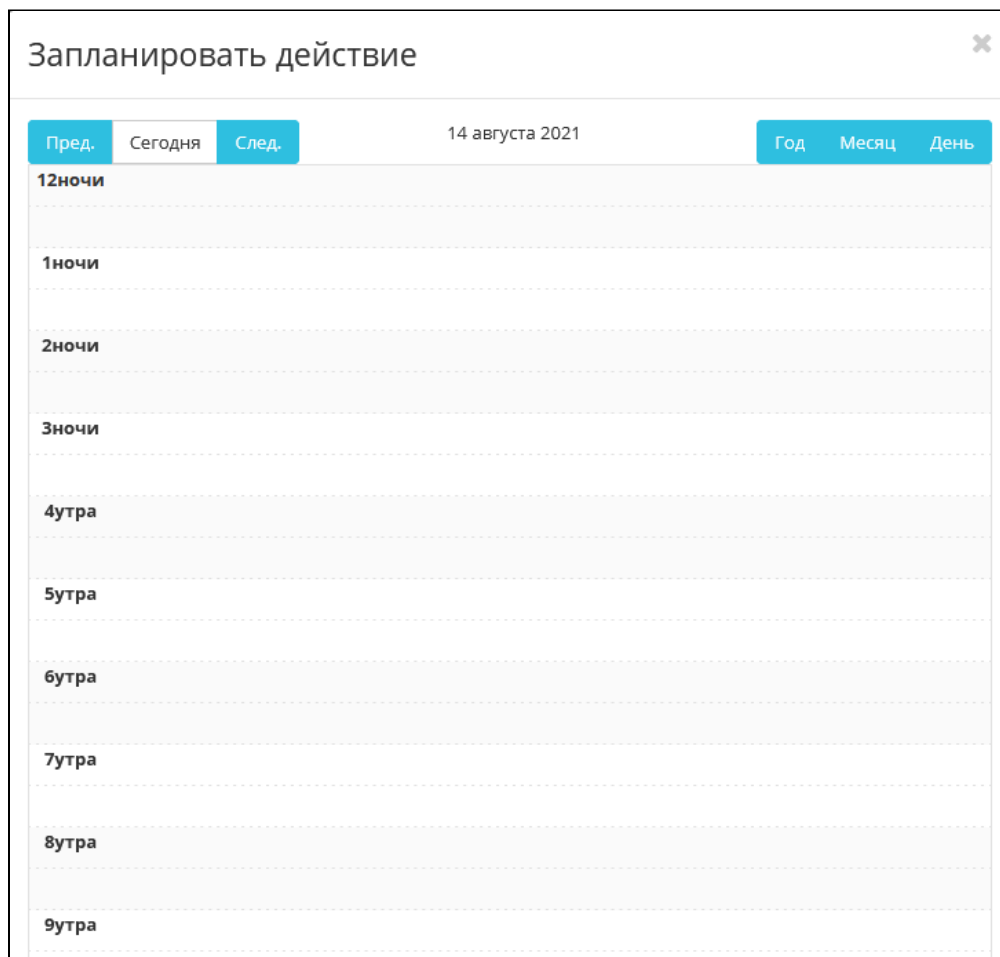 Запланировать действие
×
Пред. Сегодня След. 14 августа 2021 Год Месяц День
12ночи
1ночи
2ночи
3ночи
4утра
5утра
6утра
7утра
8утра
9утра